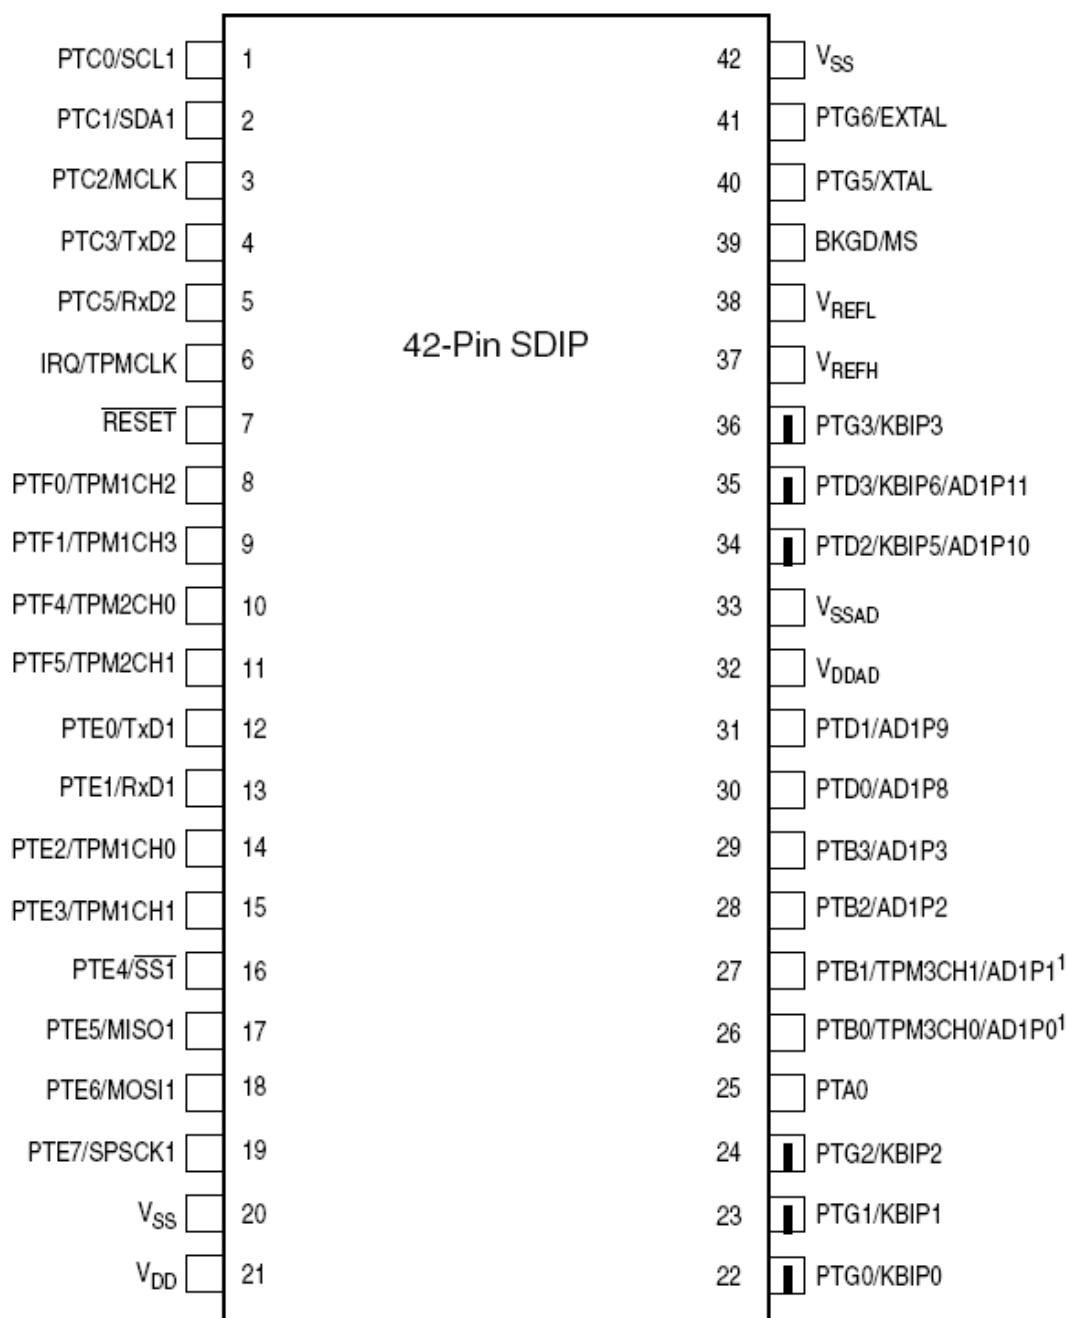 PTC0/SCL1 1 42 VSS
PTC1/SDA1 2 41 PTG6/EXTAL
PTC2/MCLK 3 40 PTG5/XTAL
PTC3/TxD2 4 39 BKGD/MS
PTC5/RxD2 5 38 VREFL
42-Pin SDIP
IRQ/TPMCLK 6 37 VREFH
RESET 7 36 PTG3/KBIP3
PTF0/TPM1CH2 8 35 PTD3/KBIP6/AD1P11
PTF1/TPM1CH3 9 34 PTD2/KBIP5/AD1P10
PTF4/TPM2CH0 10 33 VSSAD
PTF5/TPM2CH1 11 32 VDDAD
PTE0/TxD1 12 31 PTD1/AD1P9
PTE1/RxD1 13 30 PTD0/AD1P8
PTE2/TPM1CH0 14 29 PTB3/AD1P3
PTE3/TPM1CH1 15 28 PTB2/AD1P2
PTE4/SS1 16 27 PTB1/TPM3CH1/AD1P1¹
PTE5/MISO1 17 26 PTB0/TPM3CH0/AD1P0¹
PTE6/MOSI1 18 25 PTA0
PTE7/SPSCK1 19 24 PTG2/KBIP2
VSS 20 23 PTG1/KBIP1
VDD 21 22 PTG0/KBIP0